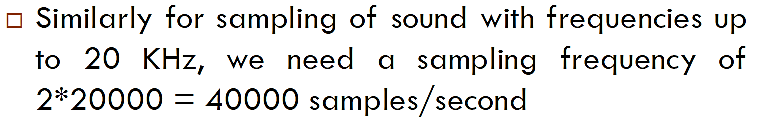 □ Similarly for sampling of sound with frequencies up
to 20 KHz, we need a sampling frequency of
2*20000 = 40000 samples/second